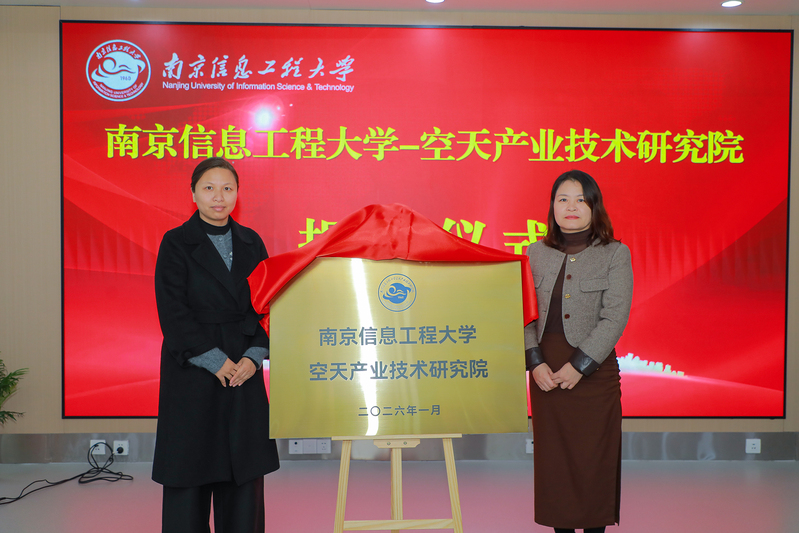 南京信息工程大学
Nanjing University of Information Science & Technology
南京信息工程大学-空天产业技术研究院
仪式
南京信息工程大学
空天产业技术研究院
二〇二六年一月